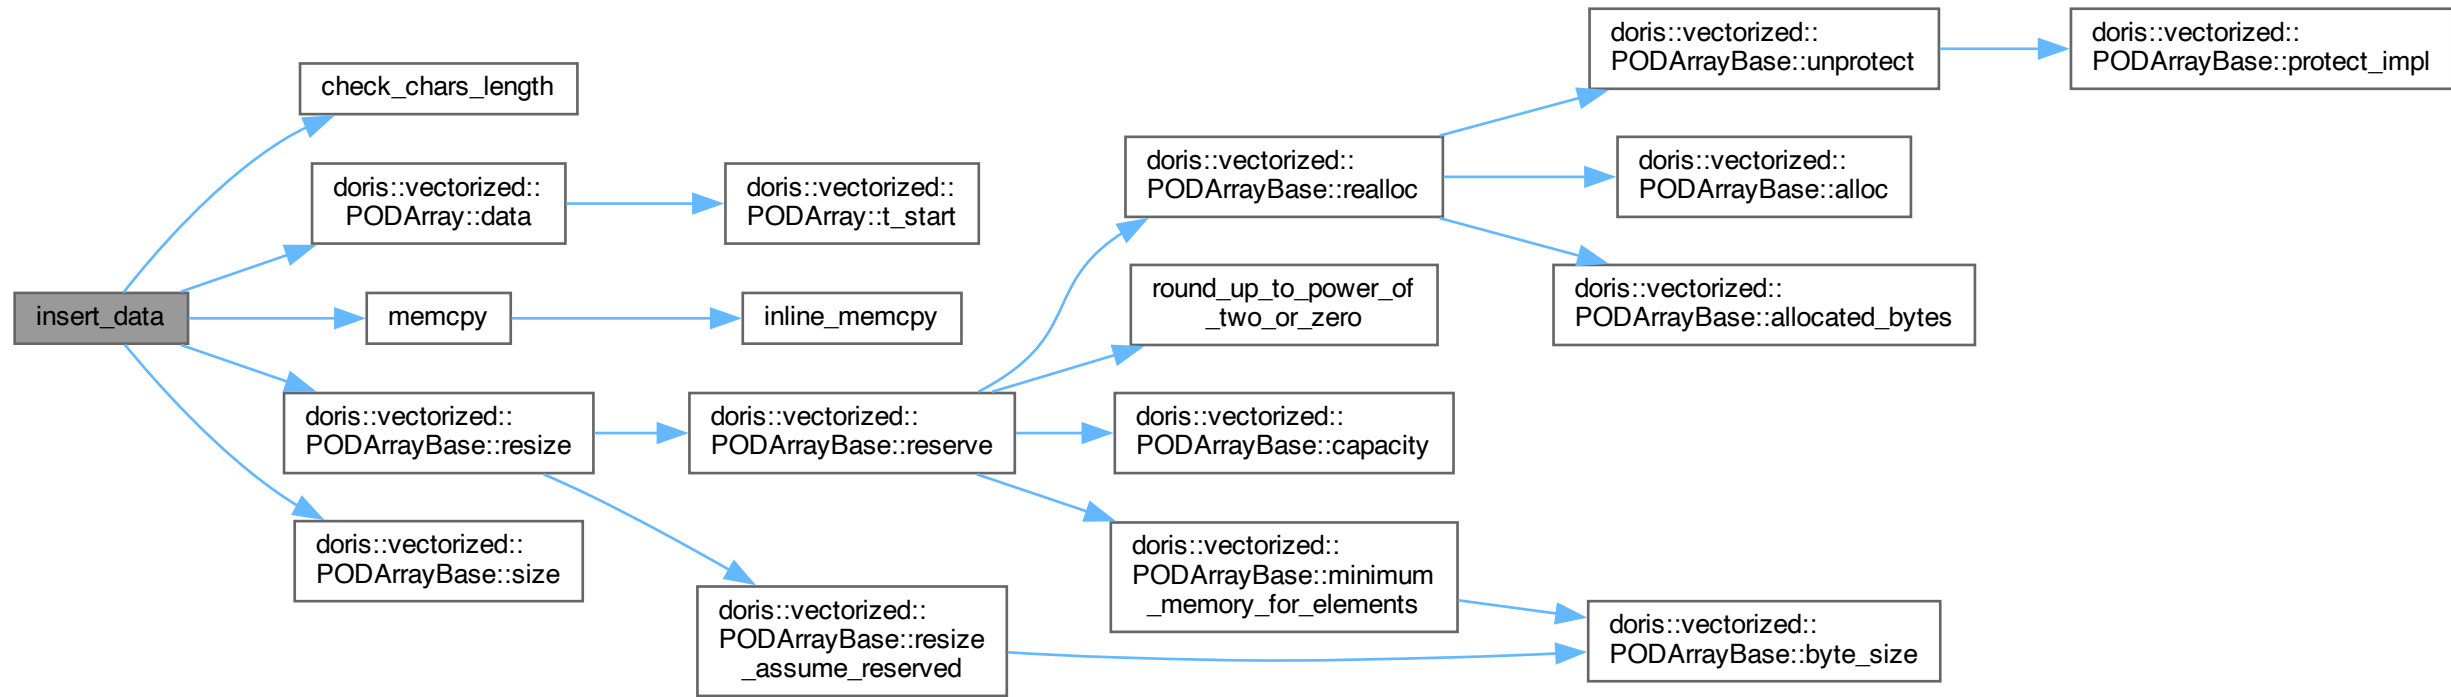 insert_data
check_chars_length
doris::vectorized::
PODArray::data
doris::vectorized::
PODArray::t_start
memcpy
inline_memcpy
doris::vectorized::
PODArrayBase::resize
doris::vectorized::
PODArrayBase::reserve
doris::vectorized::
PODArrayBase::realloc
doris::vectorized::
PODArrayBase::unprotect
doris::vectorized::
PODArrayBase::protect_impl
doris::vectorized::
PODArrayBase::alloc
doris::vectorized::
PODArrayBase::allocated_bytes
round_up_to_power_of
_two_or_zero
doris::vectorized::
PODArrayBase::capacity
doris::vectorized::
PODArrayBase::minimum
_memory_for_elements
doris::vectorized::
PODArrayBase::byte_size
doris::vectorized::
PODArrayBase::resize
_assume_reserved
doris::vectorized::
PODArrayBase::size